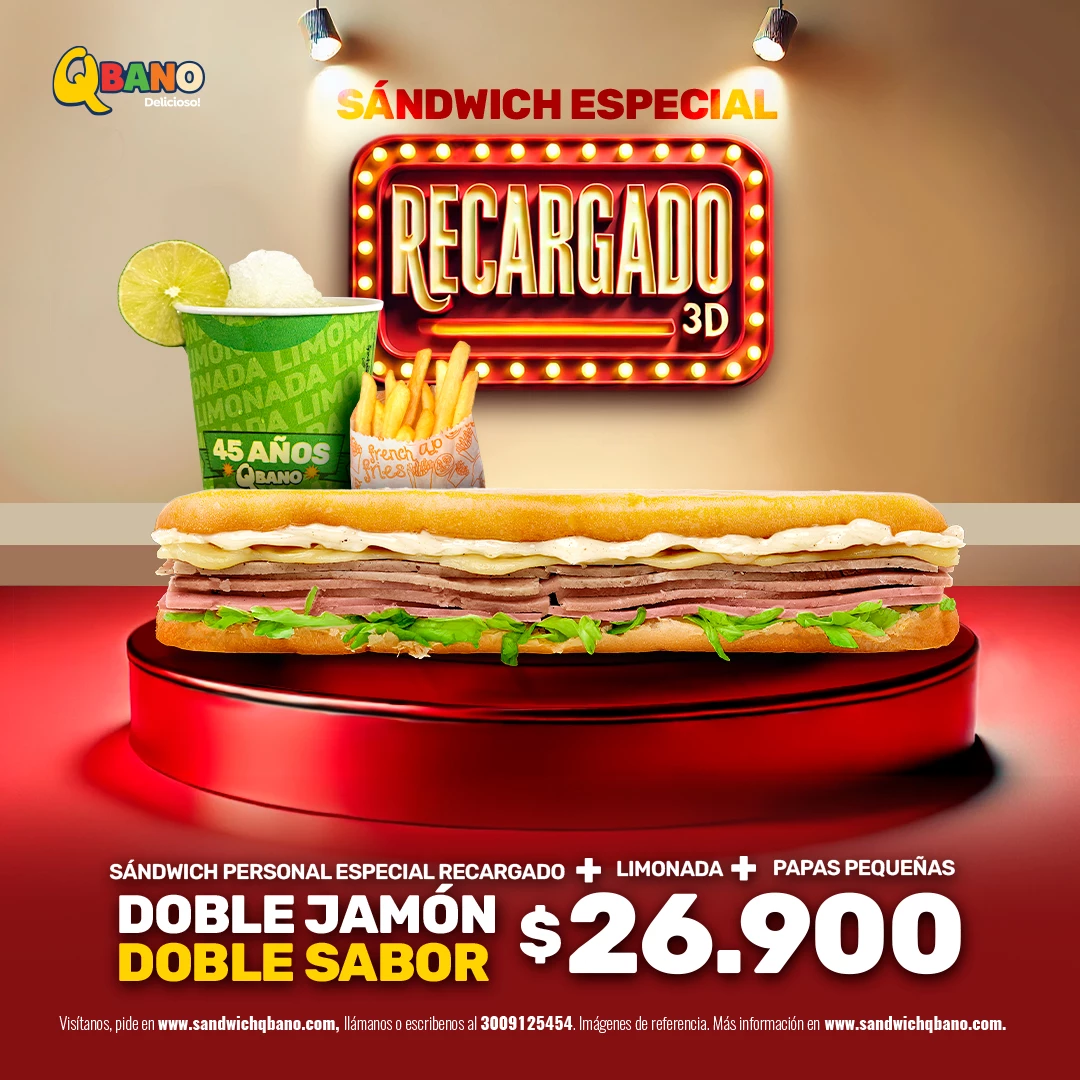 QBANO
Delicioso!
SÁNDWICH ESPECIAL
RECARGADO
3D
LIMONADA
LIMONADA
LIMONADA
45 AÑOS
QBANO
french
fries
SÁNDWICH PERSONAL ESPECIAL RECARGADO + LIMONADA + PAPAS PEQUEÑAS
DOBLE JAMÓN
DOBLE SABOR
$26.900
Visítanos, pide en www.sandwichqbano.com, llámanos o escribenos al 3009125454. Imágenes de referencia. Más información en www.sandwichqbano.com.